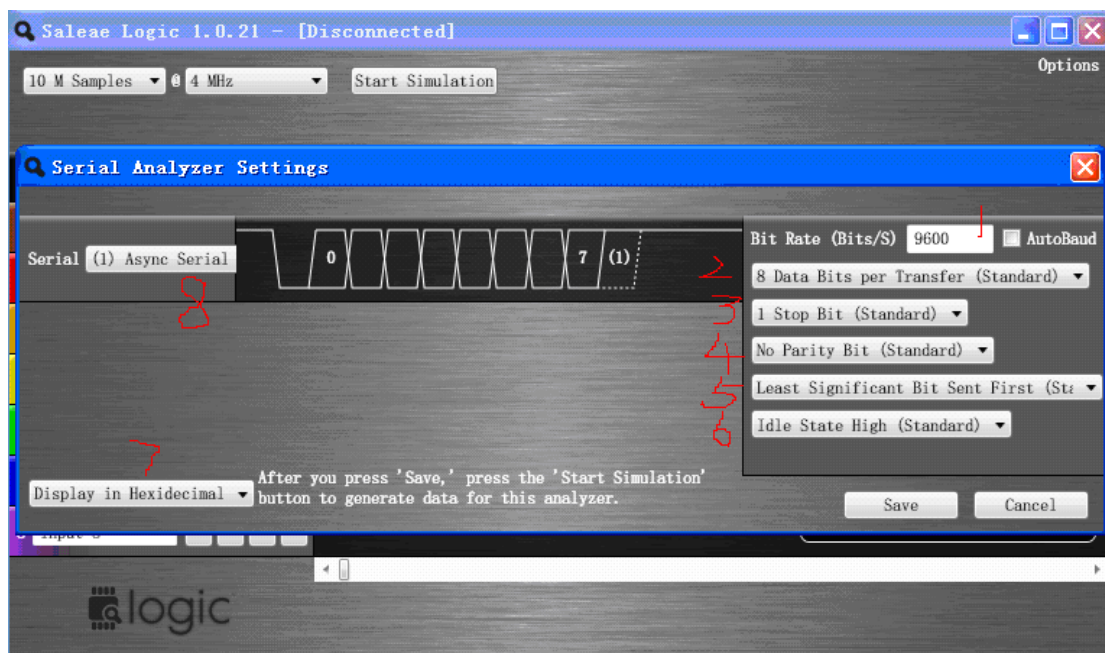 Saleae Logic 1.0.21 - [Disconnected]
Options
10 M Samples @ 4 MHz Start Simulation
Serial Analyzer Settings
1
Bit Rate (Bits/S) 9600 AutoBaud
Serial (1) Async Serial 0 7 (1)
2 8 Data Bits per Transfer (Standard)
8
3 1 Stop Bit (Standard)
4 No Parity Bit (Standard)
5 Least Significant Bit Sent First (Sta
6 Idle State High (Standard)
7
Display in Hexidecimal
After you press 'Save,' press the 'Start Simulation'
button to generate data for this analyzer.
Save Cancel
logic